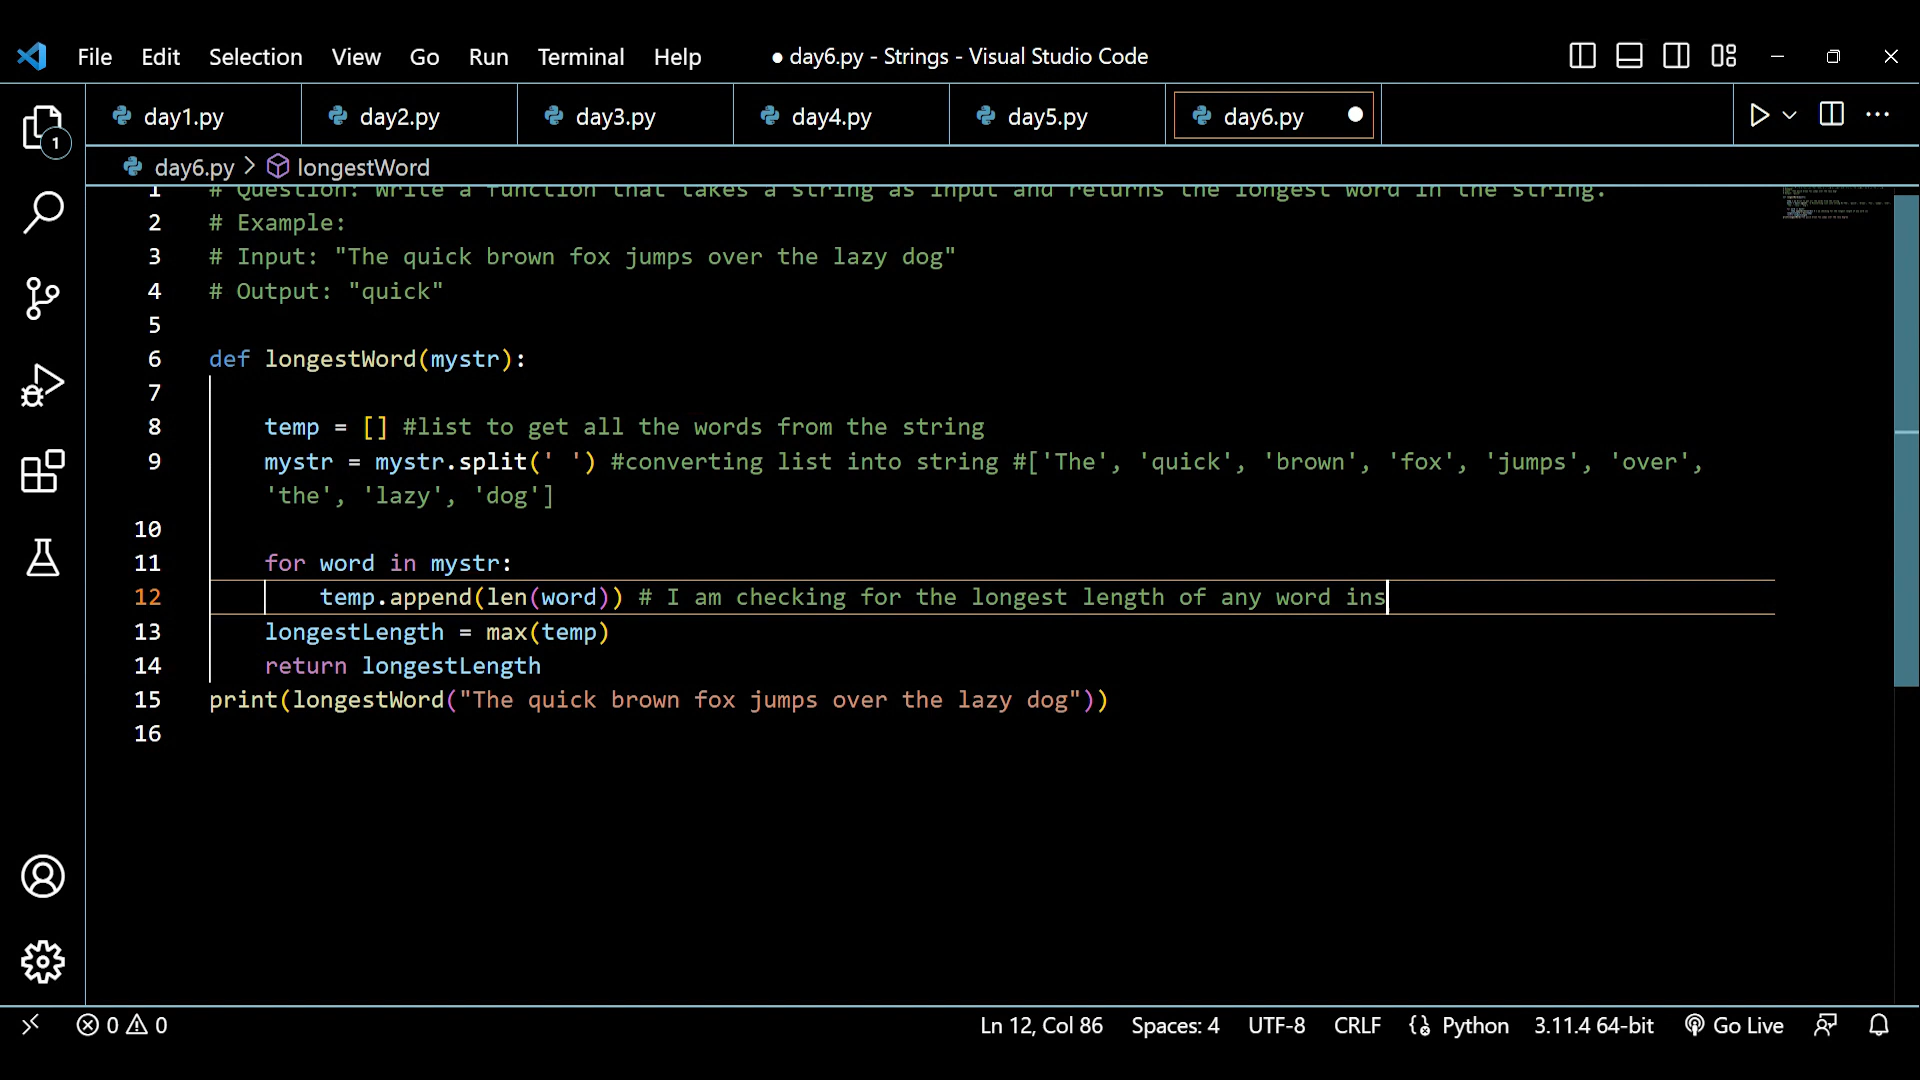 File Edit Selection View Go Run Terminal Help ● day6.py - Strings - Visual Studio Code
day1.py day2.py day3.py day4.py day5.py day6.py
1
day6.py > longestWord
1 # Question: Write a function that takes a string as input and returns the longest word in the string.
2 # Example:
3 # Input: "The quick brown fox jumps over the lazy dog"
4 # Output: "quick"
5
6 def longestWord(mystr):
7
8 temp = [] #list to get all the words from the string
9 mystr = mystr.split(' ') #converting list into string #['The', 'quick', 'brown', 'fox', 'jumps', 'over',
'the', 'lazy', 'dog']
10
11 for word in mystr:
12 temp.append(len(word)) # I am checking for the longest length of any word ins
13 longestLength = max(temp)
14 return longestLength
15 print(longestWord("The quick brown fox jumps over the lazy dog"))
16
0 0 Ln 12, Col 86 Spaces: 4 UTF-8 CRLF Python 3.11.4 64-bit Go Live